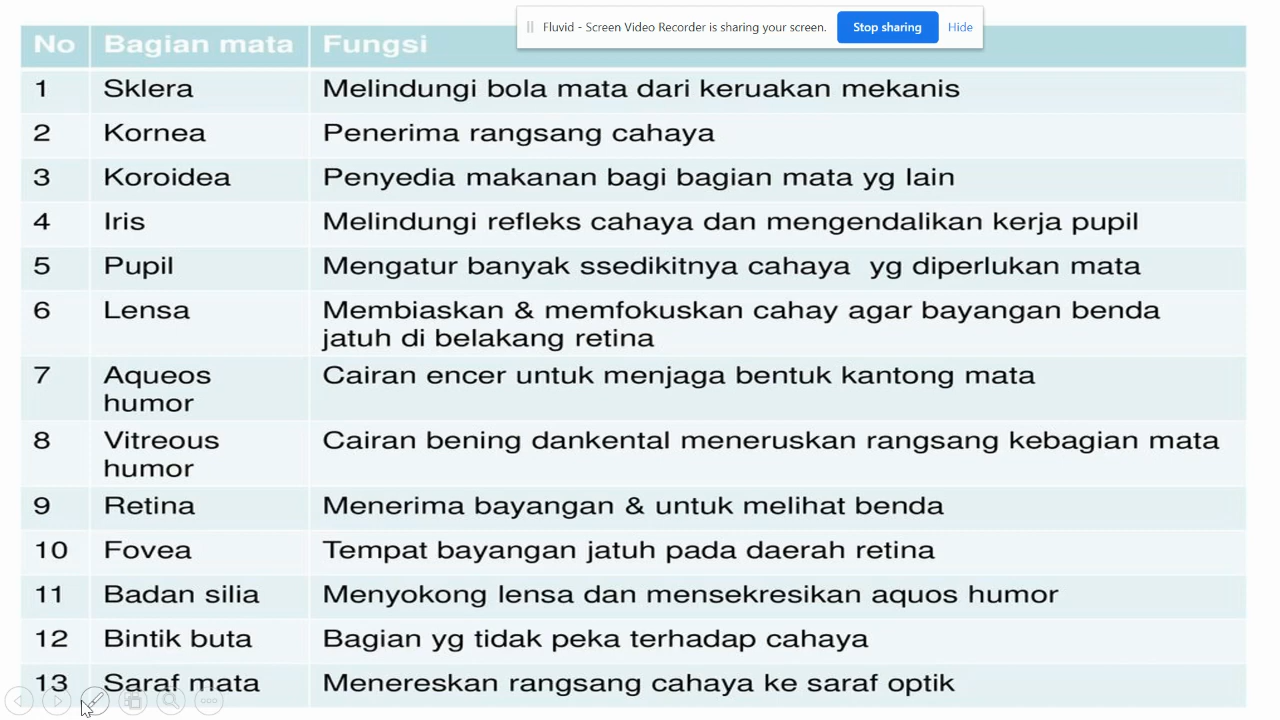 Fluvid - Screen Video Recorder is sharing your screen. Stop sharing Hide
No Bagian mata Fungsi
1 Sklera Melindungi bola mata dari keruakan mekanis
2 Kornea Penerima rangsang cahaya
3 Koroidea Penyedia makanan bagi bagian mata yg lain
4 Iris Melindungi refleks cahaya dan mengendalikan kerja pupil
5 Pupil Mengatur banyak ssedikitnya cahaya yg diperlukan mata
6 Lensa Membiaskan & memfokuskan cahay agar bayangan benda
jatuh di belakang retina
7 Aqueos Cairan encer untuk menjaga bentuk kantong mata
humor
8 Vitreous Cairan bening dankental meneruskan rangsang kebagian mata
humor
9 Retina Menerima bayangan & untuk melihat benda
10 Fovea Tempat bayangan jatuh pada daerah retina
11 Badan silia Menyokong lensa dan mensekresikan aquos humor
12 Bintik buta Bagian yg tidak peka terhadap cahaya
13 Saraf mata Menereskan rangsang cahaya ke saraf optik